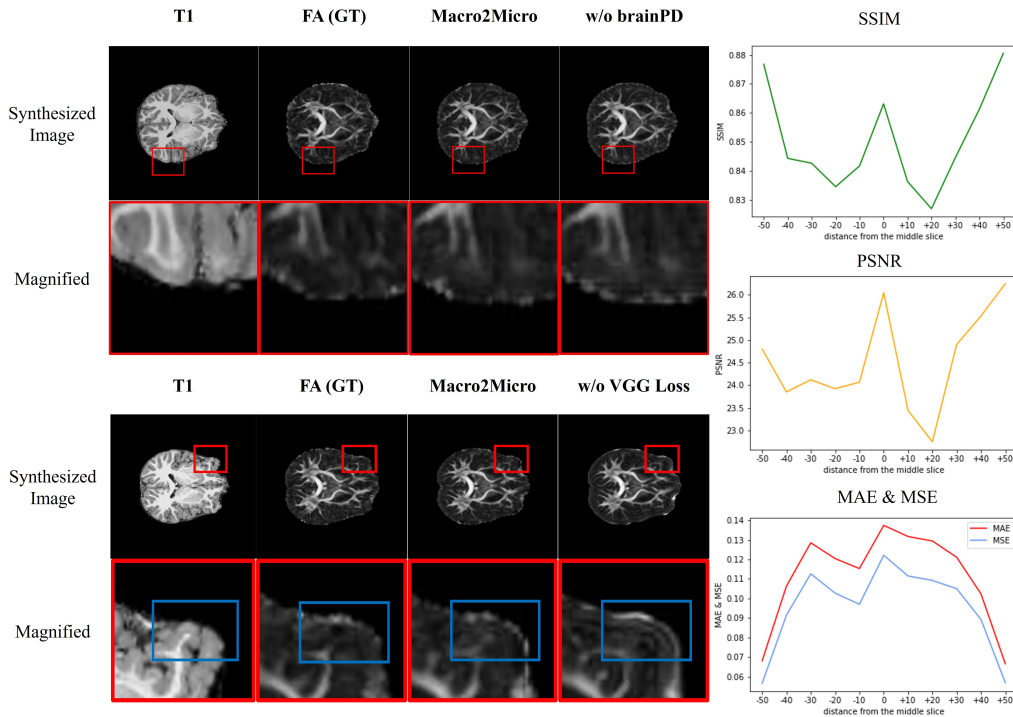 T1 FA (GT) Macro2Micro w/o brainPD
Synthesized
Image
Magnified
T1 FA (GT) Macro2Micro w/o VGG Loss
Synthesized
Image
Magnified
SSIM
0.88
0.87
0.86
0.85
0.84
0.83
SSIM
-50 -40 -30 -20 -10 0 +10 +20 +30 +40 +50
distance from the middle slice
PSNR
26.0
25.5
25.0
24.5
24.0
23.5
23.0
PSNR
-50 -40 -30 -20 -10 0 +10 +20 +30 +40 +50
distance from the middle slice
MAE & MSE
0.14
0.13
0.12
0.11
0.10
0.09
0.08
0.07
0.06
MAE & MSE
MAE
MSE
-50 -40 -30 -20 -10 0 +10 +20 +30 +40 +50
distance from the middle slice